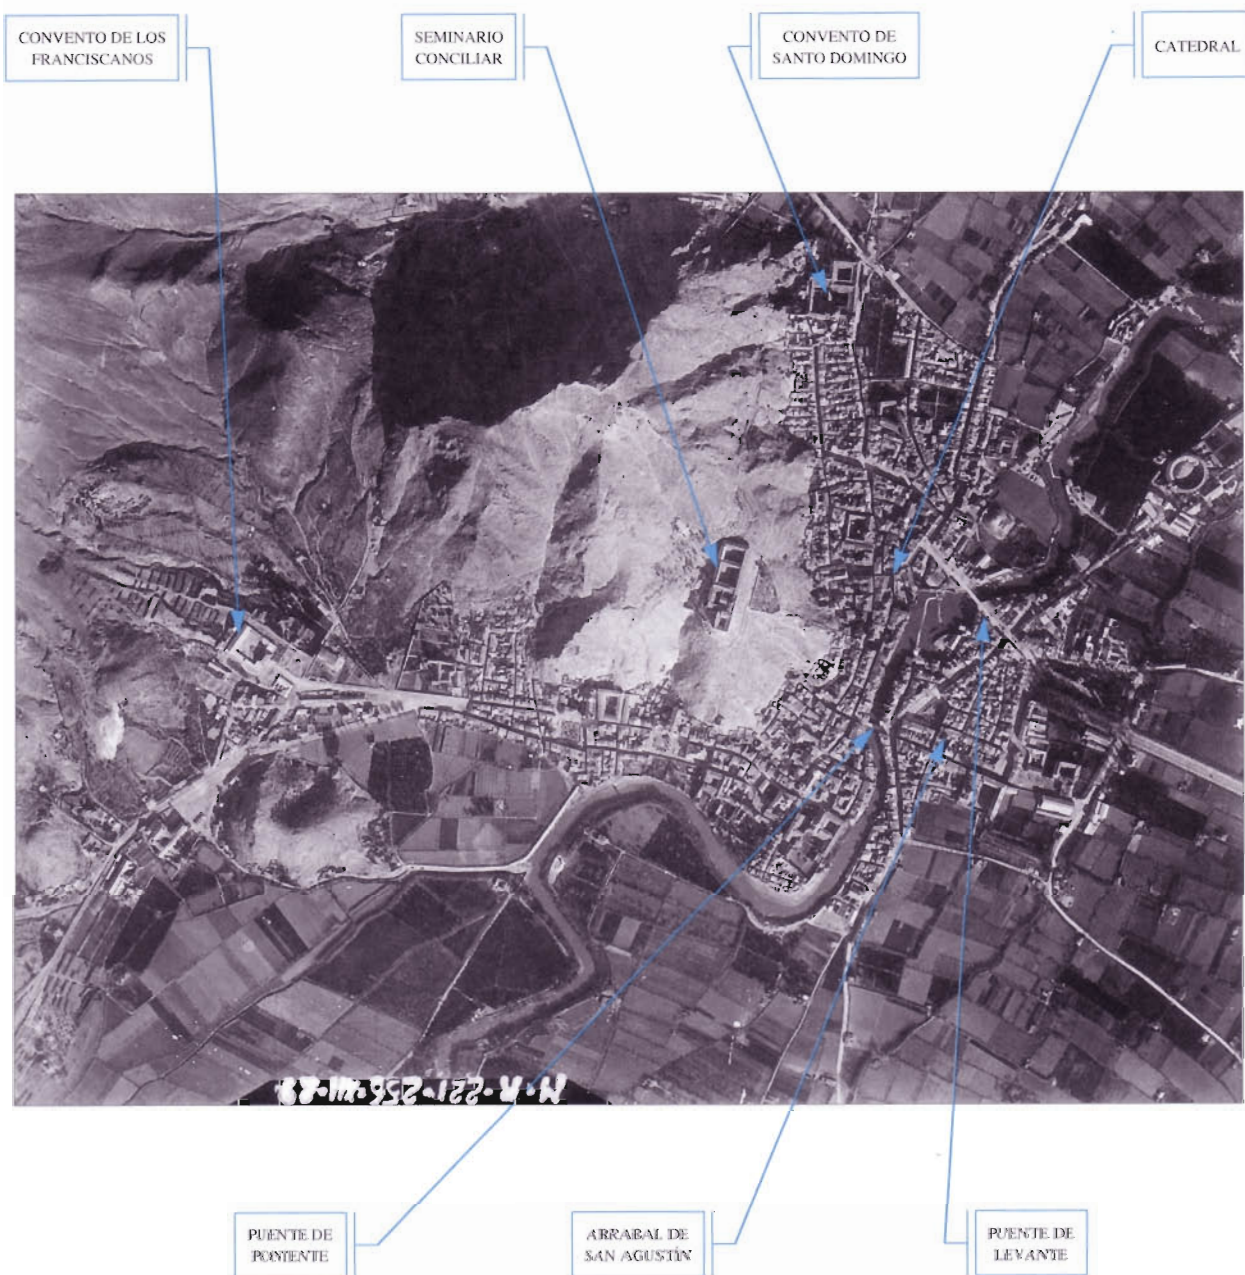 CONVENTO DE LOS
FRANCISCANOS
SEMINARIO
CONCILIAR
CONVENTO DE
SANTO DOMINGO
CATEDRAL
PUENTE DE
PONIENTE
ARRABAL DE
SAN AGUSTÍN
PUENTE DE
LEVANTE